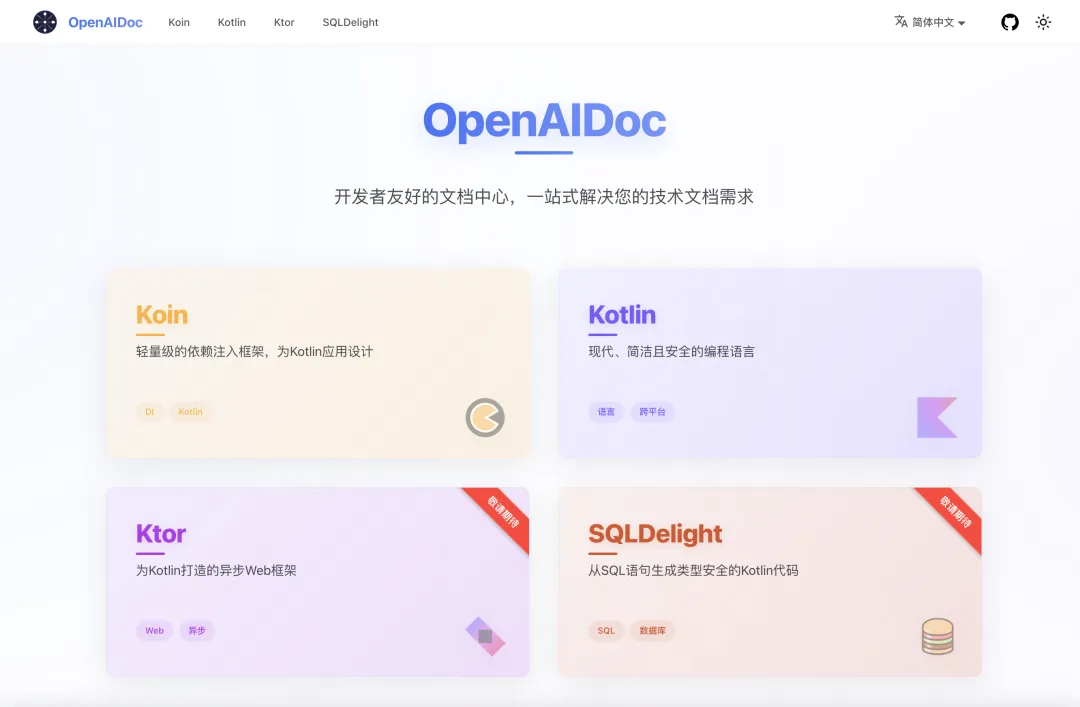 OpenAIDoc
Koin
Kotlin
Ktor
SQLDelight
简体中文
OpenAIDoc
开发者友好的文档中心，一站式解决您的技术文档需求
Koin
轻量级的依赖注入框架，为Kotlin应用设计
DI
Kotlin
Kotlin
现代、简洁且安全的编程语言
语言
跨平台
敬请期待
Ktor
为Kotlin打造的异步Web框架
Web
异步
敬请期待
SQLDelight
从SQL语句生成类型安全的Kotlin代码
SQL
数据库